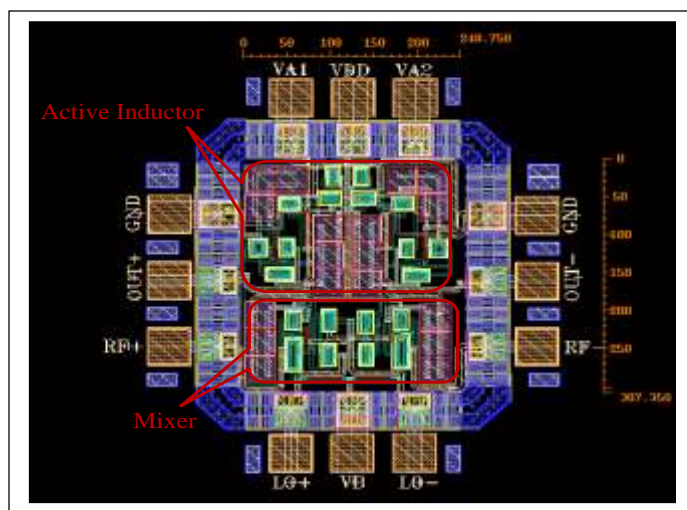 0 50 100 150 200 240.750
VA1 VDD VA2
Active Inductor
0
50
GND GND
100
OUT+ OUT-
150
200
RF+ RF-
250
307.350
Mixer
LO+ VB LO-